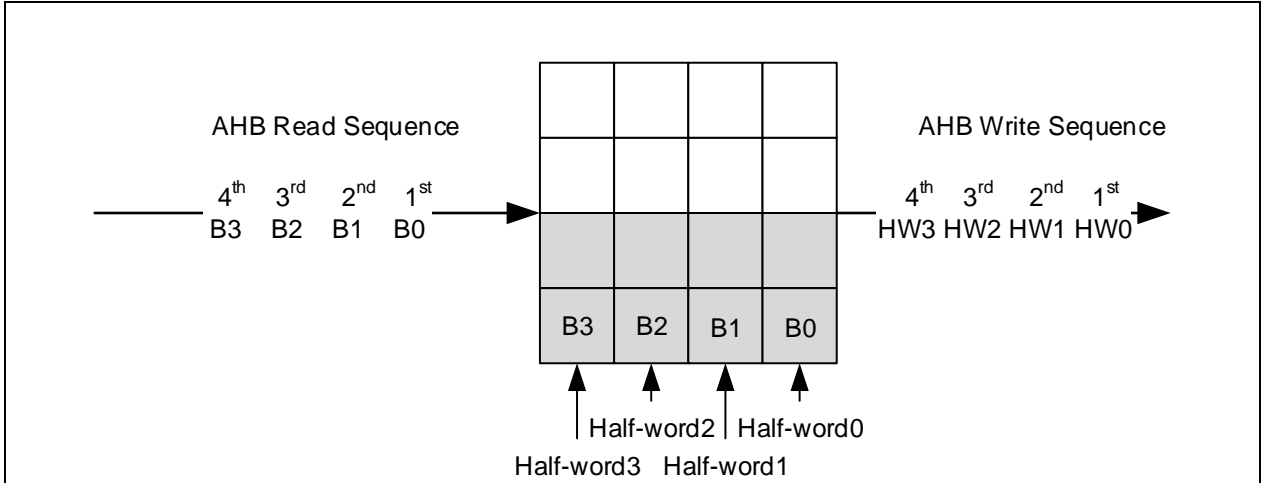 AHB Read Sequence
AHB Write Sequence
4th 3rd 2nd 1st
B3 B2 B1 B0
4th 3rd 2nd 1st
HW3 HW2 HW1 HW0
B3 B2 B1 B0
Half-word2 Half-word0
Half-word3 Half-word1